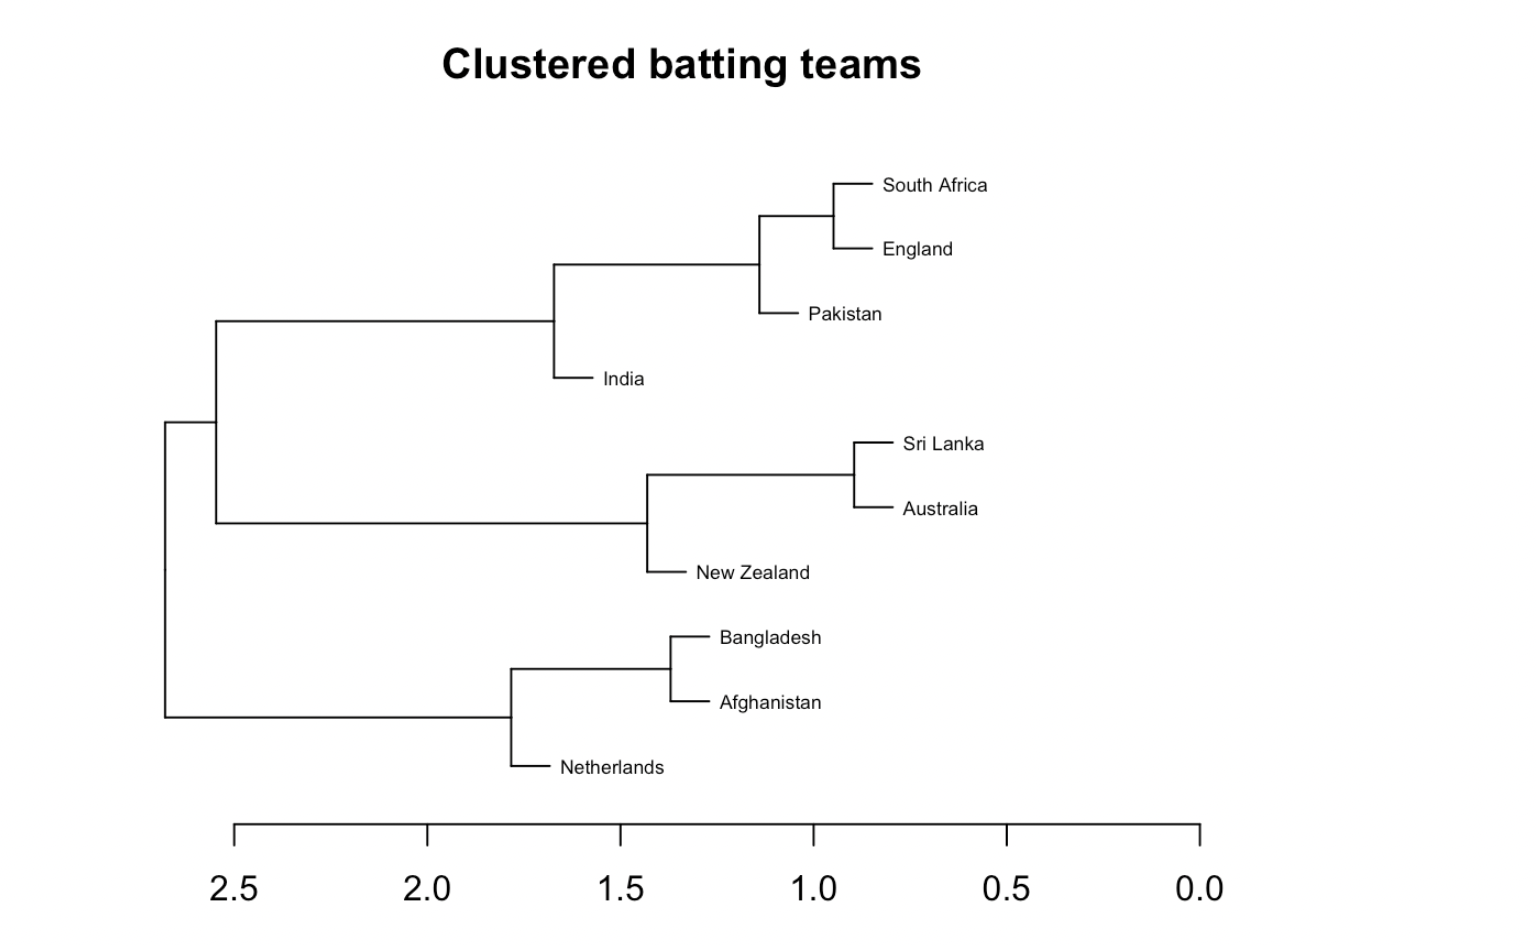 Clustered batting teams
South Africa
England
Pakistan
India
Sri Lanka
Australia
New Zealand
Bangladesh
Afghanistan
Netherlands
2.5 2.0 1.5 1.0 0.5 0.0